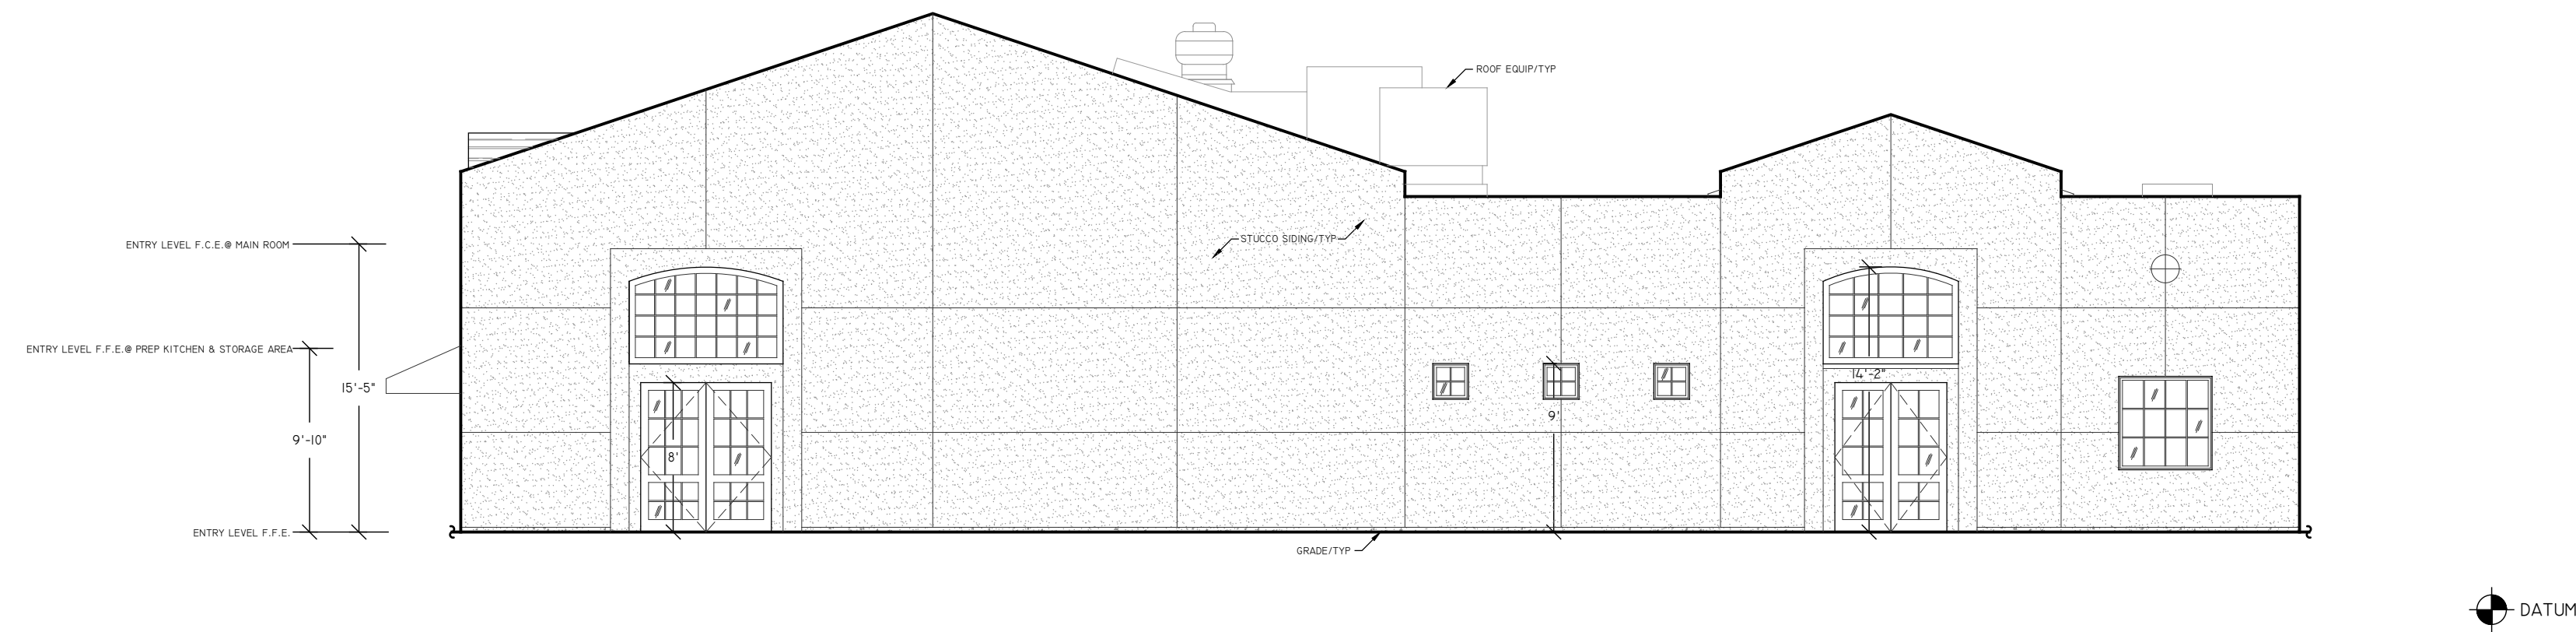 ROOF EQUIP/TYP
STUCCO SIDING/TYP
ENTRY LEVEL F.C.E.@ MAIN ROOM
ENTRY LEVEL F.F.E.@ PREP KITCHEN & STORAGE AREA
15'-5"
14'-2"
9'
9'-10"
8'
ENTRY LEVEL F.F.E.
GRADE/TYP
DATUM